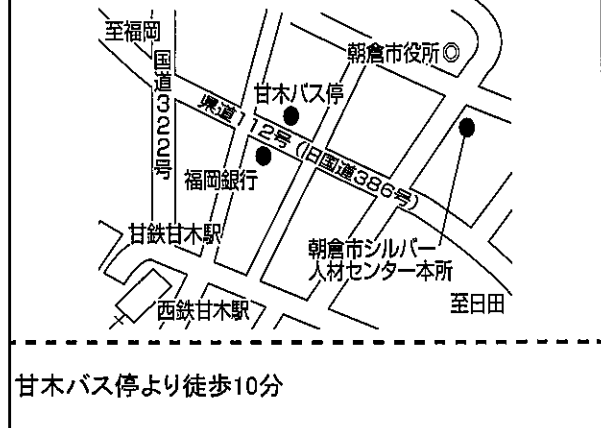 至福岡
朝倉市役所◎
国道322号
甘木バス停
県道112号(旧国道386号)
福岡銀行
甘鉄甘木駅
朝倉市シルバー
人材センター本所
西鉄甘木駅
至日田
甘木バス停より徒歩10分